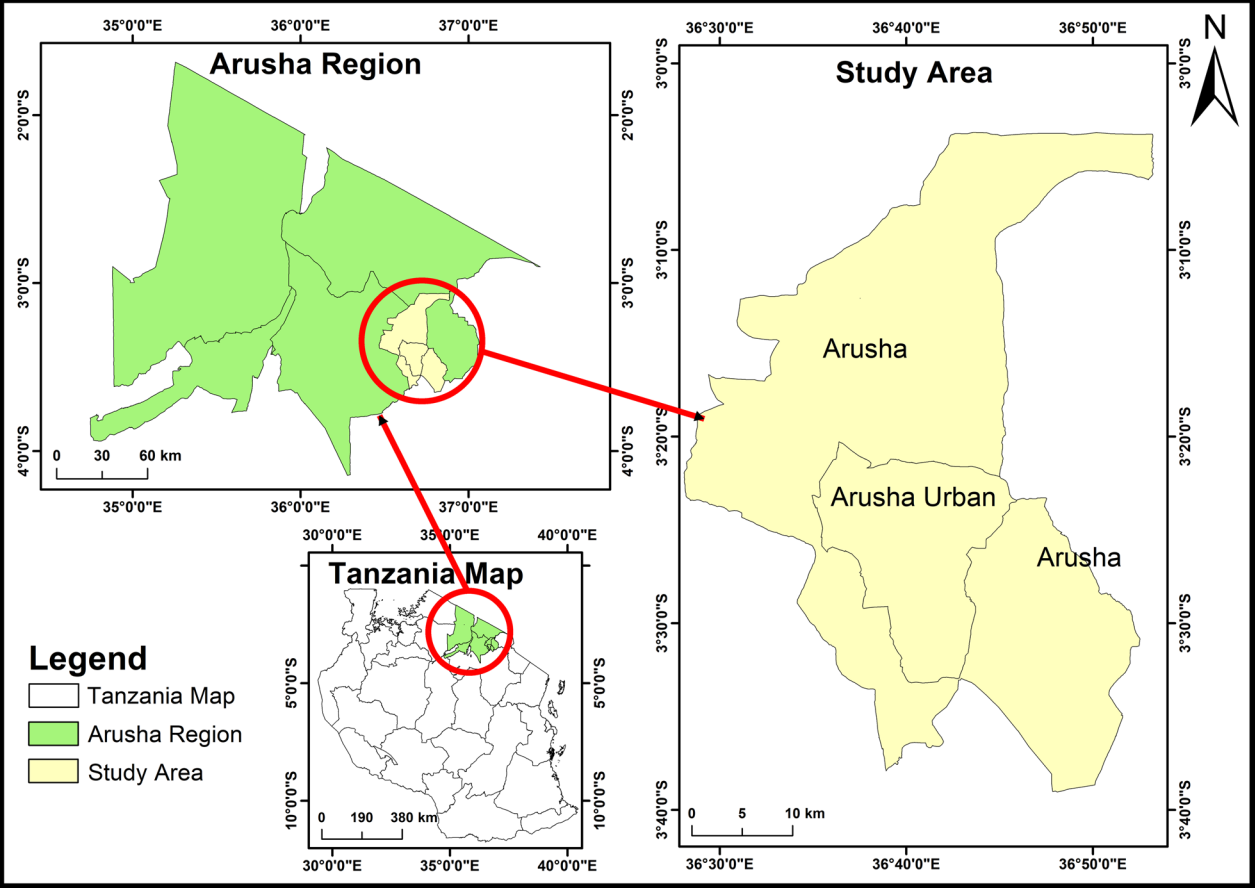 35°0'0"E 36°0'0"E 37°0'0"E
Arusha Region
2°0'0"S 2°0'0"S
3°0'0"S 3°0'0"S
4°0'0"S 4°0'0"S
0 30 60 km
35°0'0"E 36°0'0"E 37°0'0"E
30°0'0"E 35°0'0"E 40°0'0"E
Tanzania Map
5°0'0"S 5°0'0"S
10°0'0"S 10°0'0"S
0 190 380 km
30°0'0"E 35°0'0"E 40°0'0"E
Legend
Tanzania Map
Arusha Region
Study Area
36°30'0"E 36°40'0"E 36°50'0"E
N
Study Area
3°0'0"S 3°0'0"S
3°10'0"S 3°10'0"S
Arusha
3°20'0"S 3°20'0"S
Arusha Urban
Arusha
3°30'0"S 3°30'0"S
3°40'0"S 3°40'0"S
0 5 10 km
36°30'0"E 36°40'0"E 36°50'0"E